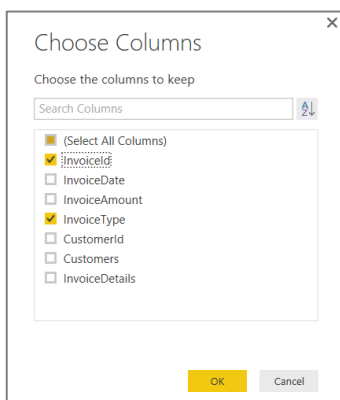 Choose Columns
Choose the columns to keep
Search Columns
(Select All Columns)
InvoiceId
InvoiceDate
InvoiceAmount
InvoiceType
CustomerId
Customers
InvoiceDetails
OK Cancel